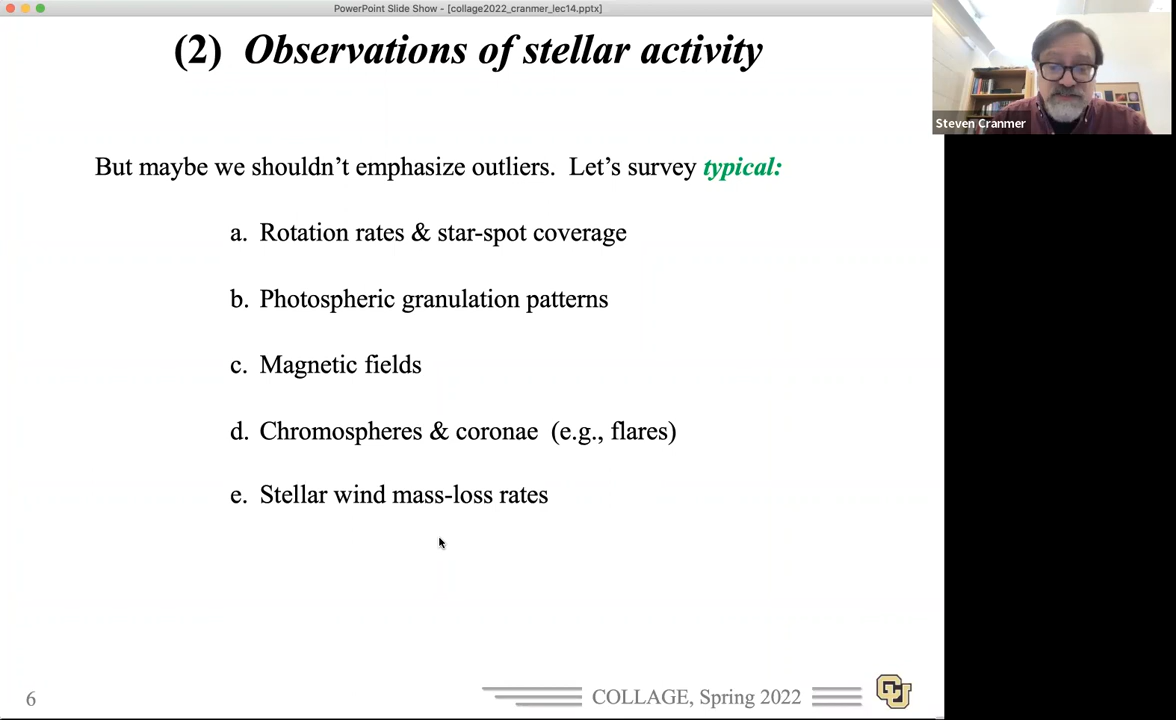 PowerPoint Slide Show - [collage2022_cranmer_lec14.pptx]
(2) Observations of stellar activity
Steven Cranmer
But maybe we shouldn't emphasize outliers. Let's survey typical:
a. Rotation rates & star-spot coverage
b. Photospheric granulation patterns
c. Magnetic fields
d. Chromospheres & coronae (e.g., flares)
e. Stellar wind mass-loss rates
6
COLLAGE, Spring 2022
CU